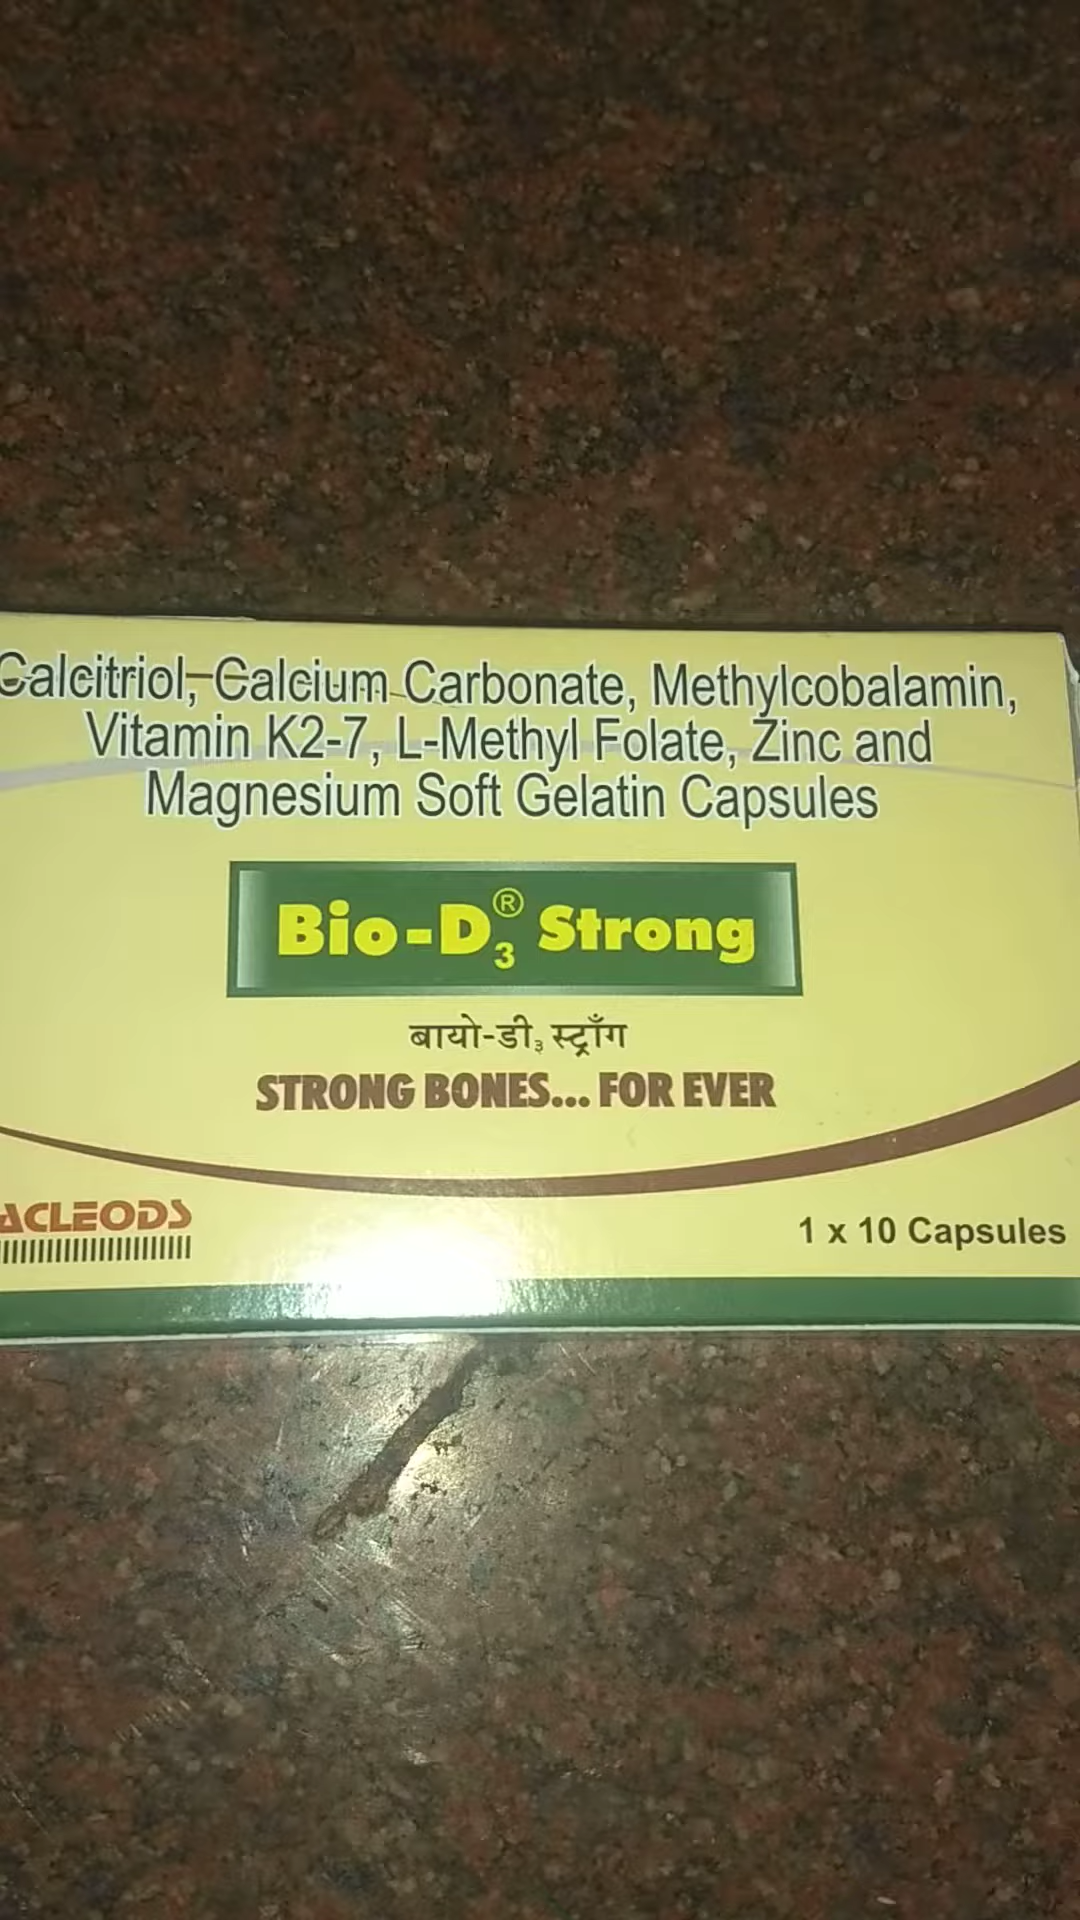 Calcitriol, Calcium Carbonate, Methylcobalamin,
Vitamin K2-7, L-Methyl Folate, Zinc and
Magnesium Soft Gelatin Capsules
Bio-D₃® Strong
बायो-डी₃ स्ट्राँग
STRONG BONES... FOR EVER
ACLEODS
1 x 10 Capsules